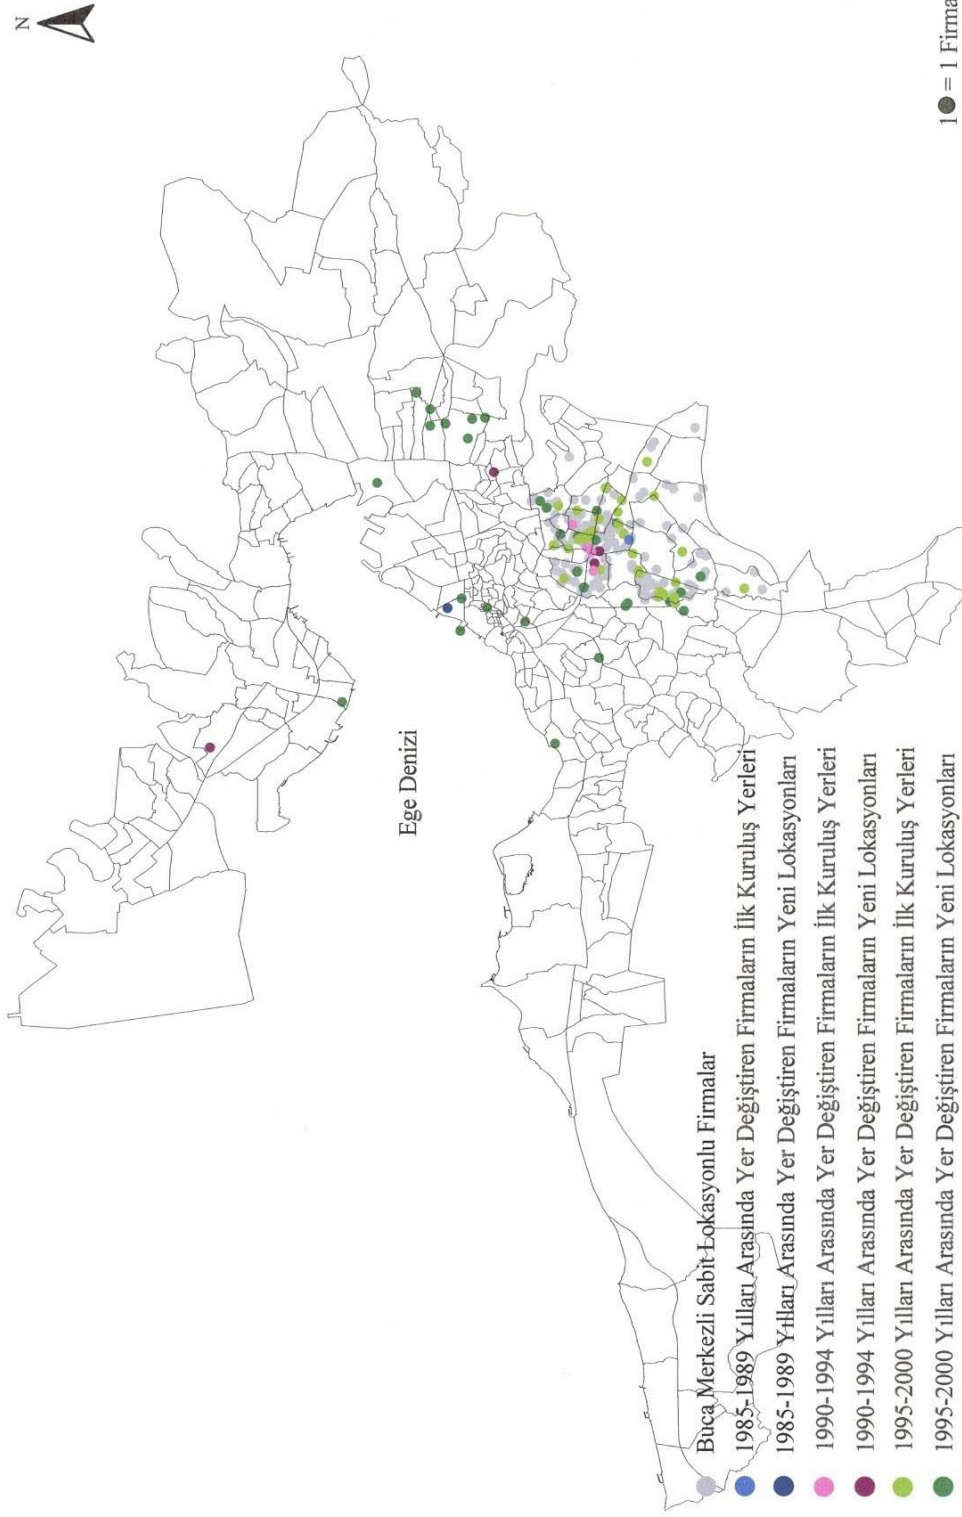 N
Ege Denizi
Buca Merkezli Sabit Lokasyonlu Firmalar
1985-1989 Yılları Arasında Yer Değiştiren Firmaların İlk Kuruluş Yerleri
1985-1989 Yılları Arasında Yer Değiştiren Firmaların Yeni Lokasyonları
1990-1994 Yılları Arasında Yer Değiştiren Firmaların İlk Kuruluş Yerleri
1990-1994 Yılları Arasında Yer Değiştiren Firmaların Yeni Lokasyonları
1995-2000 Yılları Arasında Yer Değiştiren Firmaların İlk Kuruluş Yerleri
1995-2000 Yılları Arasında Yer Değiştiren Firmaların Yeni Lokasyonları
1 ● = 1 Firma